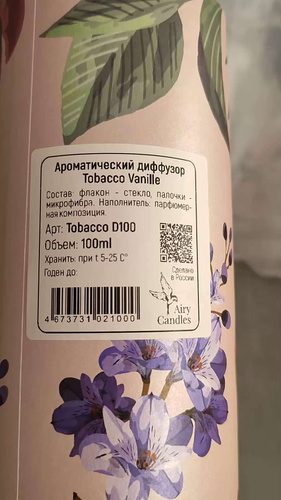 Ароматический диффузор
Tobacco Vanille
Состав: флакон - стекло, палочки -
микрофибра. Наполнитель: парфюмер-
ная композиция.
Арт: Tobacco D100
Объем: 100ml
Хранить: при t 5-25 C°
Годен до:
Сделано
в России
Airy
Candles
4 673731 021000